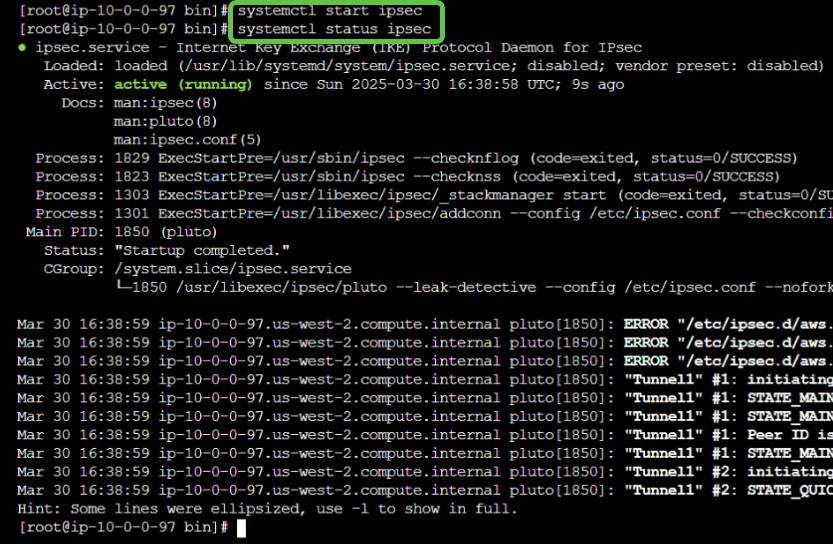 [root@ip-10-0-0-97 bin]# systemctl start ipsec
[root@ip-10-0-0-97 bin]# systemctl status ipsec
● ipsec.service - Internet Key Exchange (IKE) Protocol Daemon for IPsec
Loaded: loaded (/usr/lib/systemd/system/ipsec.service; disabled; vendor preset: disabled)
Active: active (running) since Sun 2025-03-30 16:38:58 UTC; 9s ago
Docs: man:ipsec(8)
man:pluto(8)
man:ipsec.conf(5)
Process: 1829 ExecStartPre=/usr/sbin/ipsec --checknflog (code=exited, status=0/SUCCESS)
Process: 1823 ExecStartPre=/usr/sbin/ipsec --checknss (code=exited, status=0/SUCCESS)
Process: 1303 ExecStartPre=/usr/libexec/ipsec/_stackmanager start (code=exited, status=0/SU
Process: 1301 ExecStartPre=/usr/libexec/ipsec/addconn --config /etc/ipsec.conf --checkconfi
Main PID: 1850 (pluto)
Status: "Startup completed."
CGroup: /system.slice/ipsec.service
└─1850 /usr/libexec/ipsec/pluto --leak-detective --config /etc/ipsec.conf --nofork
Mar 30 16:38:59 ip-10-0-0-97.us-west-2.compute.internal pluto[1850]: ERROR "/etc/ipsec.d/aws.
Mar 30 16:38:59 ip-10-0-0-97.us-west-2.compute.internal pluto[1850]: ERROR "/etc/ipsec.d/aws.
Mar 30 16:38:59 ip-10-0-0-97.us-west-2.compute.internal pluto[1850]: ERROR "/etc/ipsec.d/aws.
Mar 30 16:38:59 ip-10-0-0-97.us-west-2.compute.internal pluto[1850]: "Tunnel1" #1: initiating
Mar 30 16:38:59 ip-10-0-0-97.us-west-2.compute.internal pluto[1850]: "Tunnel1" #1: STATE_MAIN
Mar 30 16:38:59 ip-10-0-0-97.us-west-2.compute.internal pluto[1850]: "Tunnel1" #1: STATE_MAIN
Mar 30 16:38:59 ip-10-0-0-97.us-west-2.compute.internal pluto[1850]: "Tunnel1" #1: Peer ID is
Mar 30 16:38:59 ip-10-0-0-97.us-west-2.compute.internal pluto[1850]: "Tunnel1" #1: STATE_MAIN
Mar 30 16:38:59 ip-10-0-0-97.us-west-2.compute.internal pluto[1850]: "Tunnel1" #2: initiating
Mar 30 16:38:59 ip-10-0-0-97.us-west-2.compute.internal pluto[1850]: "Tunnel1" #2: STATE_QUIC
Hint: Some lines were ellipsized, use -l to show in full.
[root@ip-10-0-0-97 bin]#